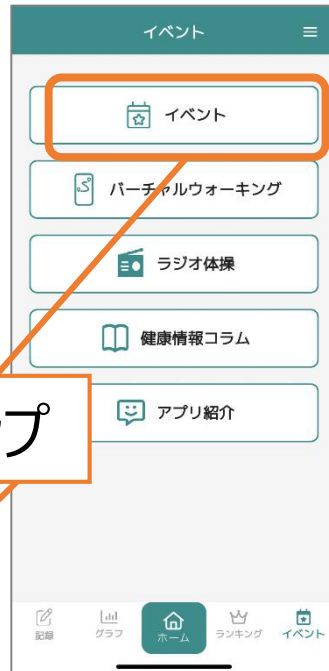 イベント
イベント
バーチャルウォーキング
ラジオ体操
健康情報コラム
アプリ紹介
プ
記録
グラフ
ホーム
ランキング
イベント